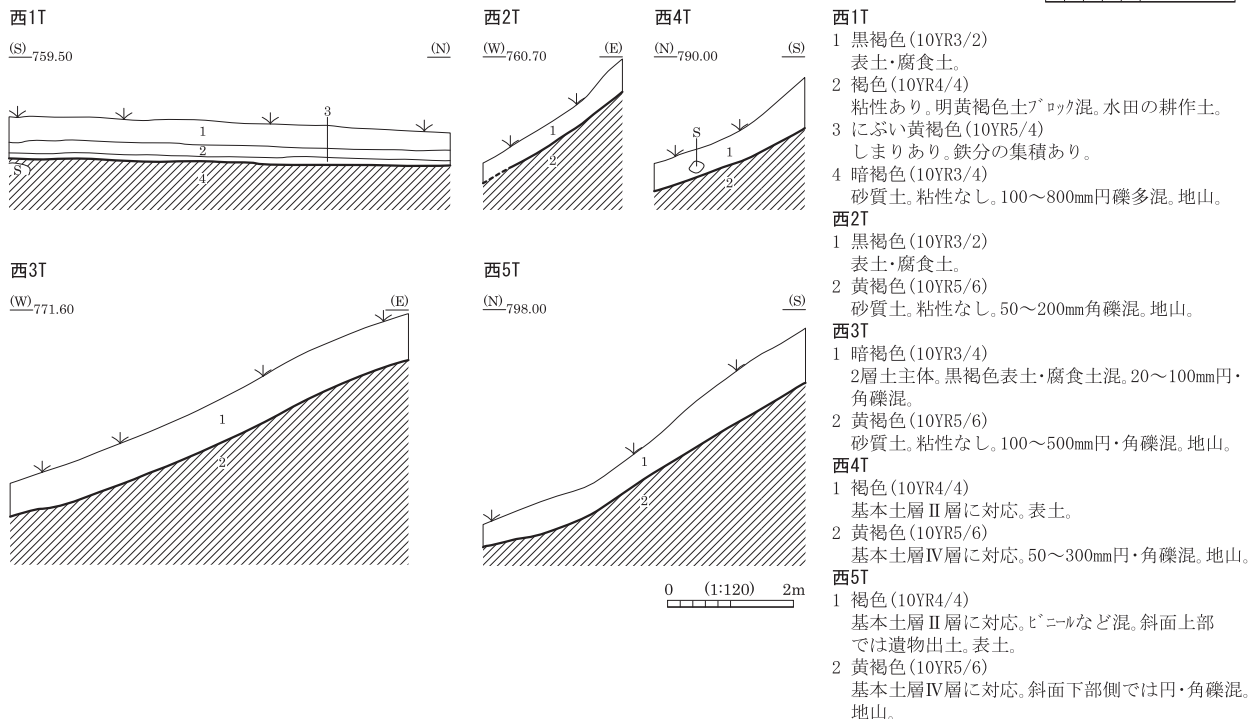 西1T
(S) 759.50 (N)
3
1
2
S
4
西2T
(W) 760.70 (E)
1
2
西4T
(N) 790.00 (S)
S
1
2
西3T
(W) 771.60 (E)
1
2
西5T
(N) 798.00 (S)
1
2
0 (1:120) 2m
西1T
1 黒褐色(10YR3/2)
表土・腐食土。
2 褐色(10YR4/4)
粘性あり。明黄褐色土ﾌﾞﾛｯｸ混。水田の耕作土。
3 にぶい黄褐色(10YR5/4)
しまりあり。鉄分の集積あり。
4 暗褐色(10YR3/4)
砂質土。粘性なし。100～800mm円礫多混。地山。
西2T
1 黒褐色(10YR3/2)
表土・腐食土。
2 黄褐色(10YR5/6)
砂質土。粘性なし。50～200mm角礫混。地山。
西3T
1 暗褐色(10YR3/4)
2層土主体。黒褐色表土・腐食土混。20～100mm円・
角礫混。
2 黄褐色(10YR5/6)
砂質土。粘性なし。100～500mm円・角礫混。地山。
西4T
1 褐色(10YR4/4)
基本土層Ⅱ層に対応。表土。
2 黄褐色(10YR5/6)
基本土層Ⅳ層に対応。50～300mm円・角礫混。地山。
西5T
1 褐色(10YR4/4)
基本土層Ⅱ層に対応。ﾋﾞﾆｰﾙなど混。斜面上部
では遺物出土。表土。
2 黄褐色(10YR5/6)
基本土層Ⅳ層に対応。斜面下部側では円・角礫混。
地山。